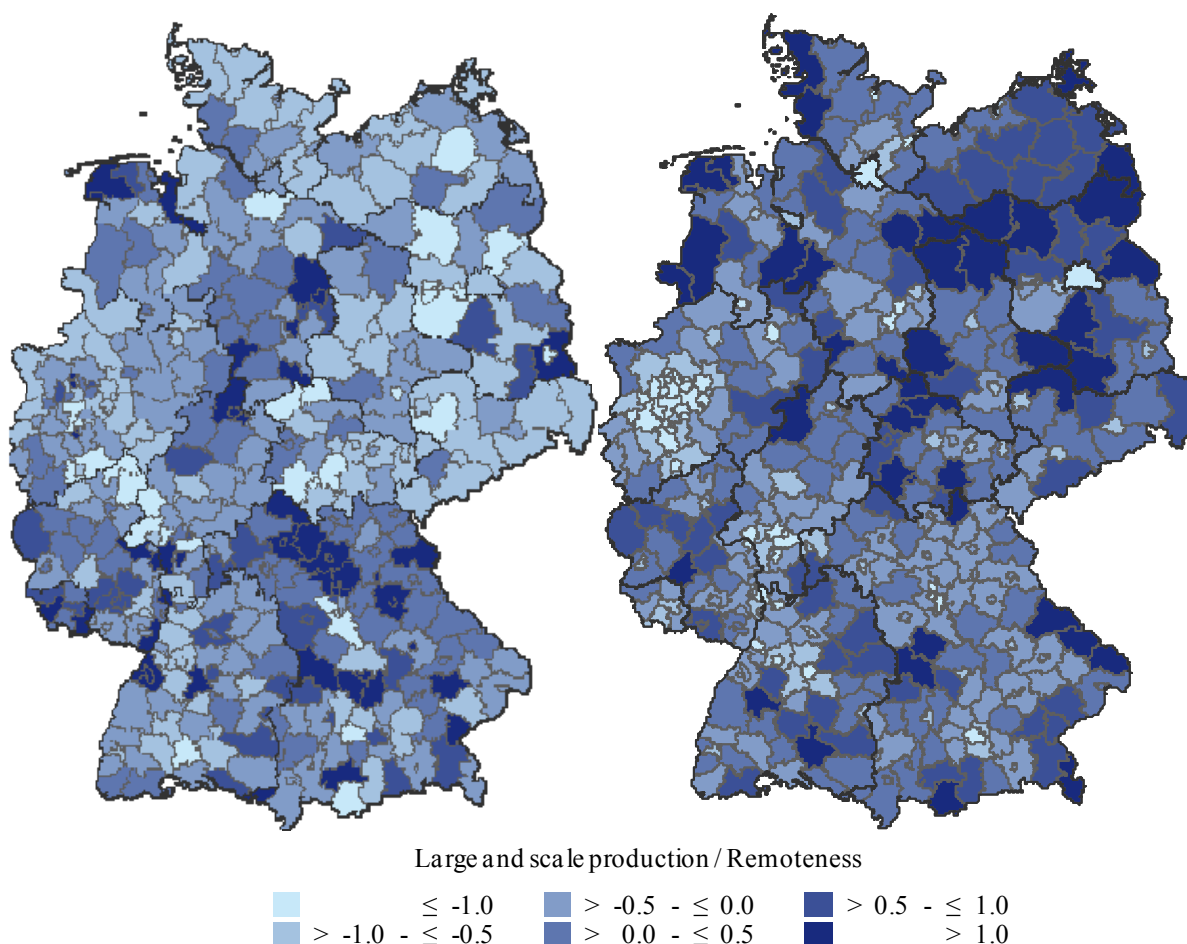 Large and scale production / Remoteness
≤ -1.0 > -0.5 - ≤ 0.0 > 0.5 - ≤ 1.0
> -1.0 - ≤ -0.5 > 0.0 - ≤ 0.5 > 1.0